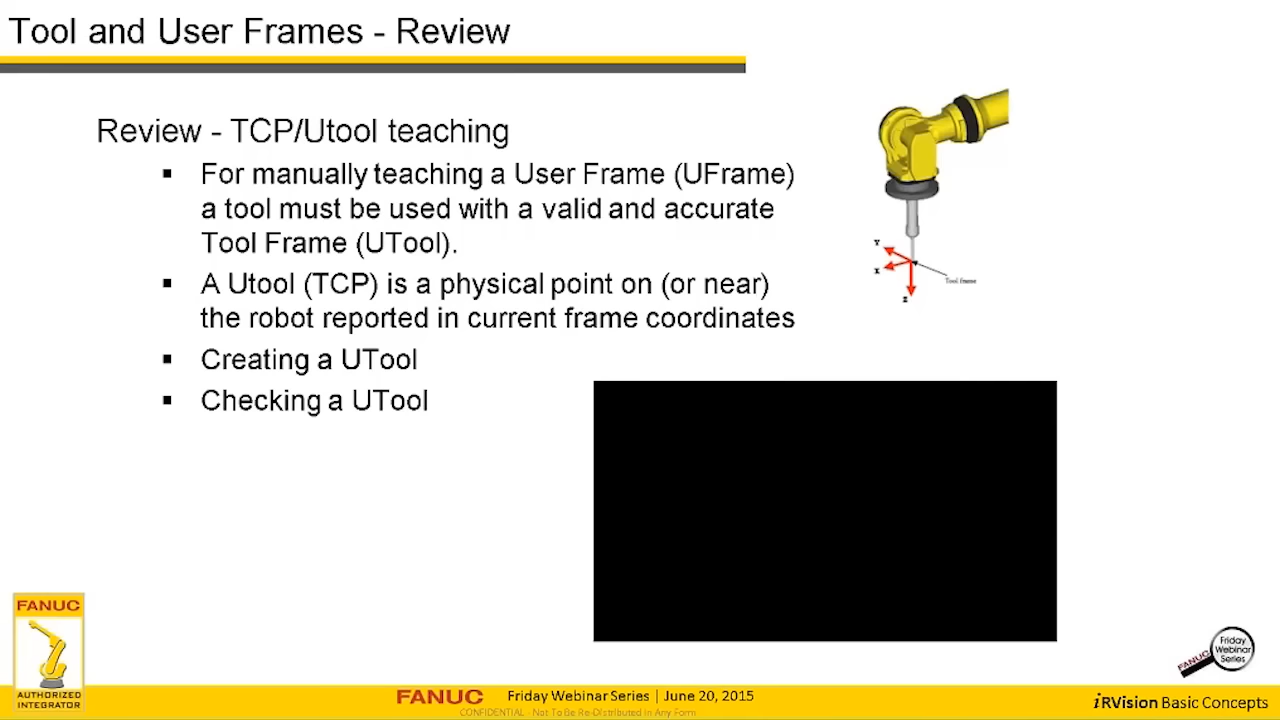 Tool and User Frames - Review
Review - TCP/Utool teaching
For manually teaching a User Frame (UFrame)
a tool must be used with a valid and accurate
Tool Frame (UTool).
A Utool (TCP) is a physical point on (or near)
the robot reported in current frame coordinates
Creating a UTool
Checking a UTool
Y
X
Z
Tool frame
FANUC
AUTHORIZED
INTEGRATOR
FANUC Friday Webinar Series | June 20, 2015
CONFIDENTIAL - Not To Be Re-Distributed In Any Form
Friday
Webinar
Series
FANUC
iRVision Basic Concepts